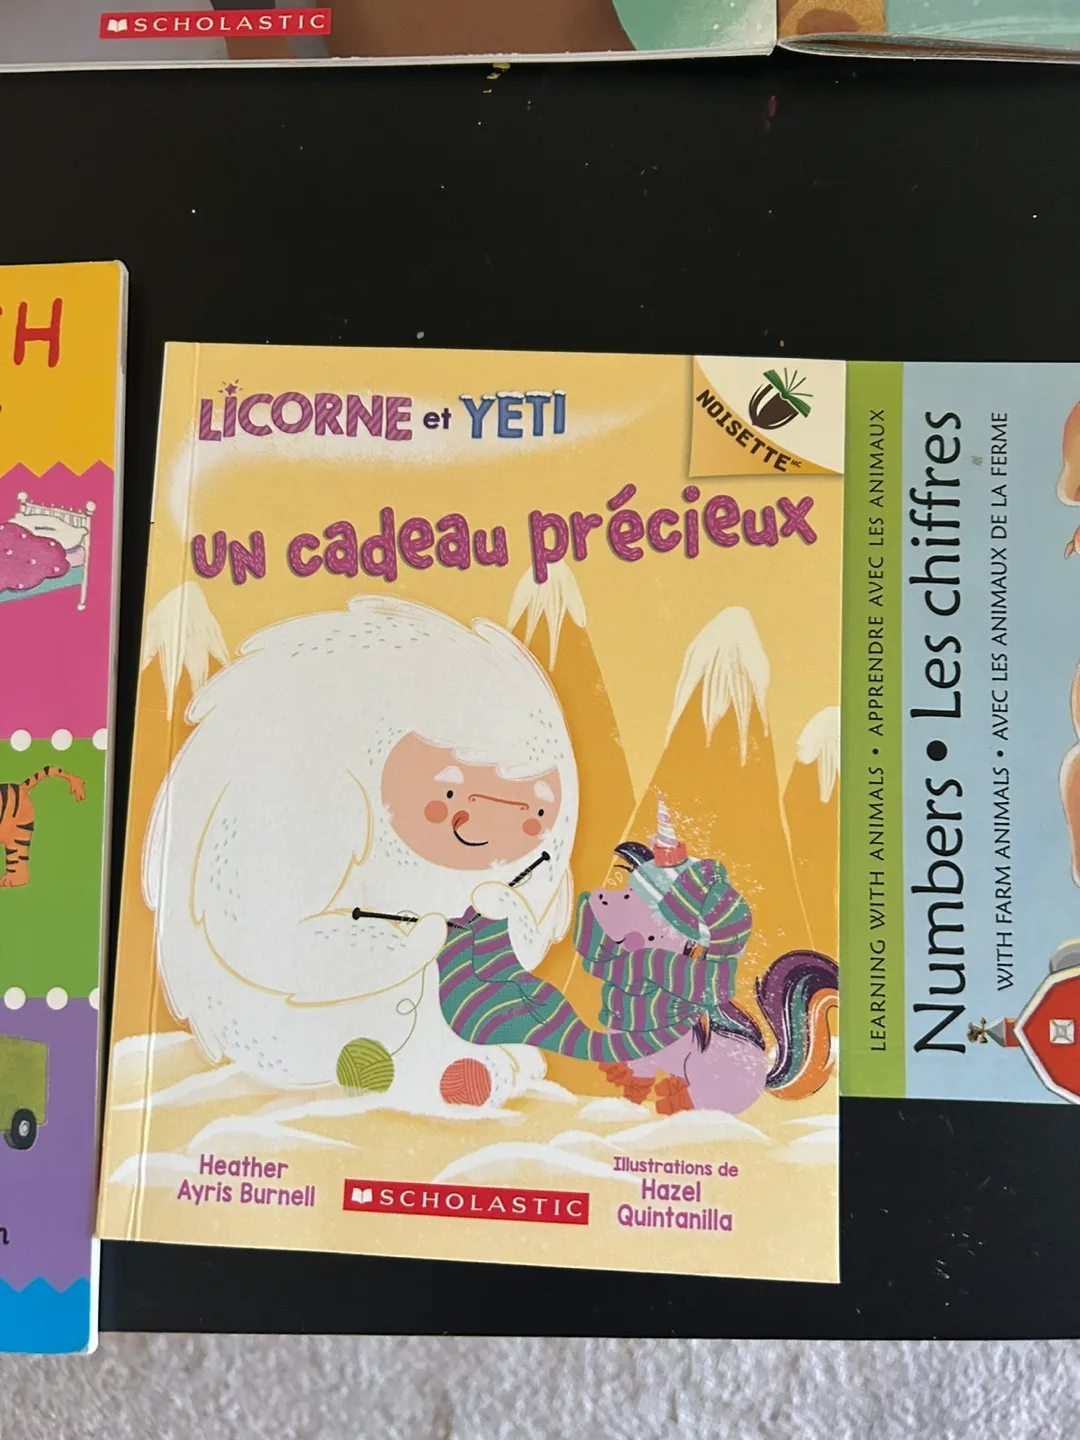 SCHOLASTIC
LICORNE et YETI
NOISETTE MC
UN cadeau précieux
Heather
Ayris Burnell
SCHOLASTIC
Illustrations de
Hazel
Quintanilla
LEARNING WITH ANIMALS • APPRENDRE AVEC LES ANIMAUX
Numbers • Les chiffres
WITH FARM ANIMALS • AVEC LES ANIMAUX DE LA FERME